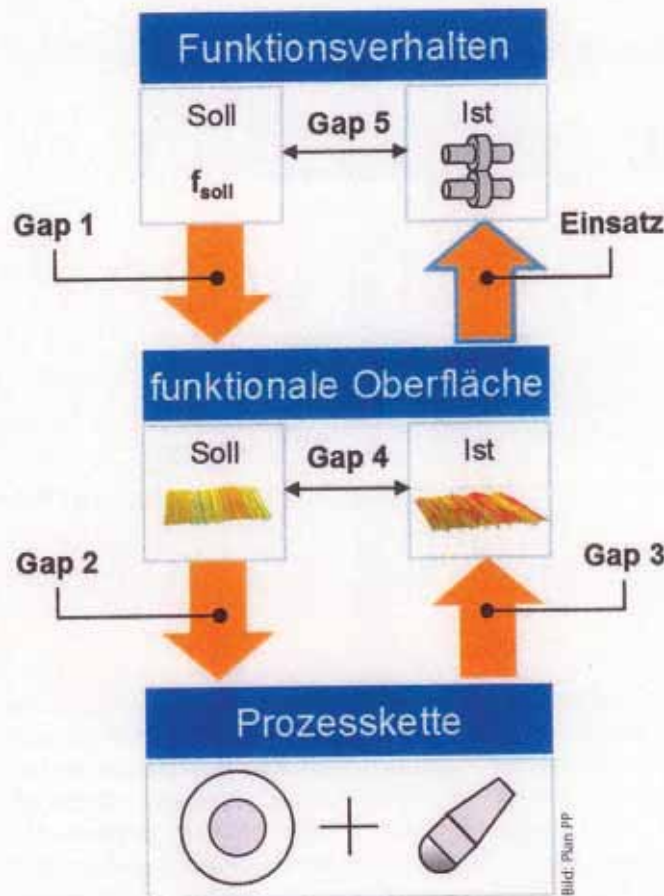 Funktionsverhalten
Soll
Gap 5
Ist
f_soll
Gap 1
Einsatz
funktionale Oberfläche
Soll
Gap 4
Ist
Gap 2
Gap 3
Prozesskette
Bild: Plan PP